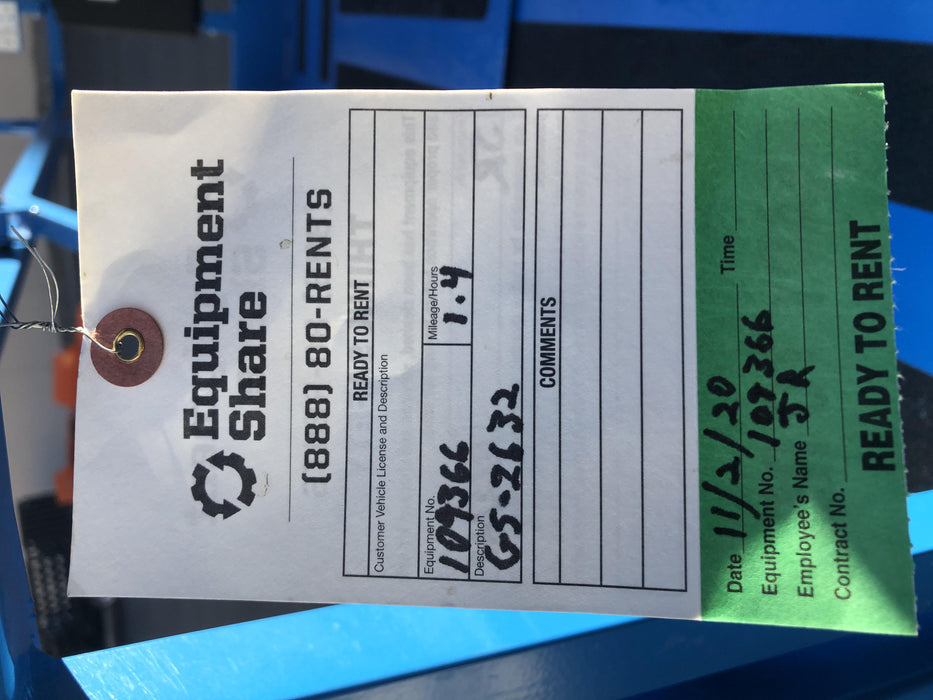 Equipment
Share
(888) 80-RENTS
READY TO RENT
Customer Vehicle License and Description
Equipment No. Mileage/Hours
109366 1.4
Description
GS-2632
COMMENTS
Date 11/2/20 Time
Equipment No. 109366
Employee's Name JR
Contract No.
READY TO RENT